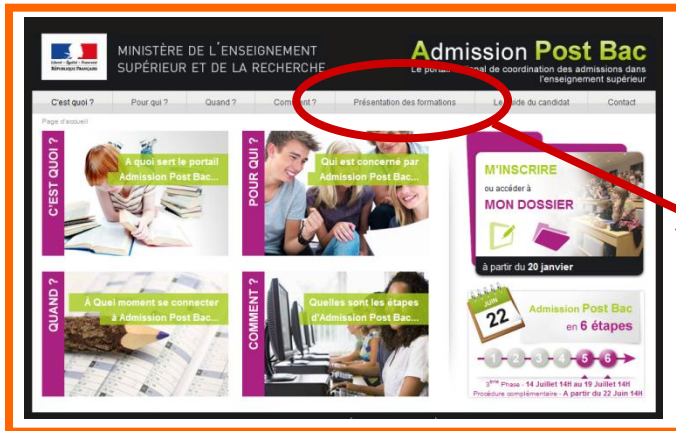 Liberté • Égalité • Fraternité
RÉPUBLIQUE FRANÇAISE
MINISTÈRE DE L'ENSEIGNEMENT
SUPÉRIEUR ET DE LA RECHERCHE
Admission Post Bac
Le portail national de coordination des admissions dans
l'enseignement supérieur
C'est quoi ? Pour qui ? Quand ? Comment ? Présentation des formations Le guide du candidat Contact
Page d'accueil
C'EST QUOI ?
A quoi sert le portail
Admission Post Bac...
POUR QUI ?
Qui est concerné par
Admission Post Bac...
M'INSCRIRE
ou accéder à
MON DOSSIER
à partir du 20 janvier
QUAND ?
À Quel moment se connecter
à Admission Post Bac...
COMMENT ?
Quelles sont les étapes
d'Admission Post Bac...
JUIN
22
Admission Post Bac
en 6 étapes
1 2 3 4 5 6
3ème Phase - 14 Juillet 14H au 19 Juillet 14H
Procédure complémentaire - A partir du 22 Juin 14H